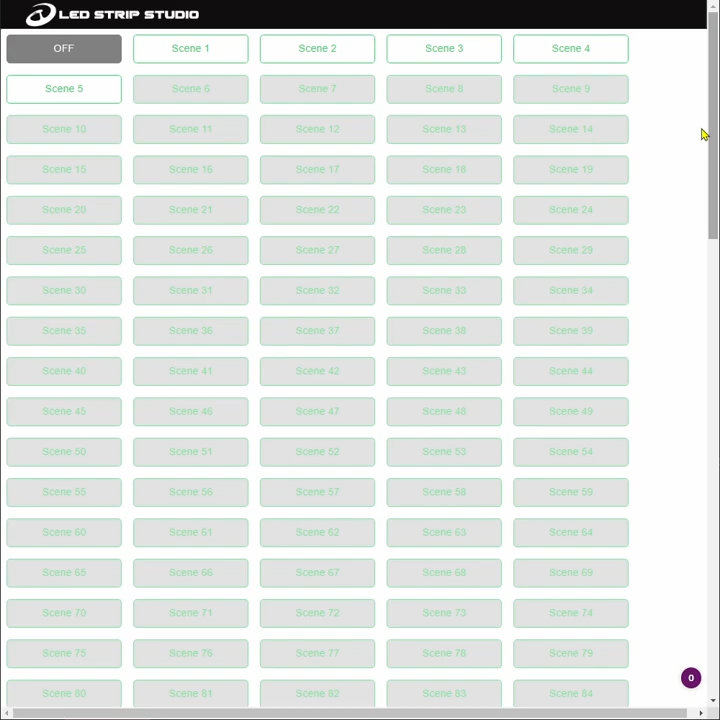 LED STRIP STUDIO
OFF Scene 1 Scene 2 Scene 3 Scene 4
Scene 5 Scene 6 Scene 7 Scene 8 Scene 9
Scene 10 Scene 11 Scene 12 Scene 13 Scene 14
Scene 15 Scene 16 Scene 17 Scene 18 Scene 19
Scene 20 Scene 21 Scene 22 Scene 23 Scene 24
Scene 25 Scene 26 Scene 27 Scene 28 Scene 29
Scene 30 Scene 31 Scene 32 Scene 33 Scene 34
Scene 35 Scene 36 Scene 37 Scene 38 Scene 39
Scene 40 Scene 41 Scene 42 Scene 43 Scene 44
Scene 45 Scene 46 Scene 47 Scene 48 Scene 49
Scene 50 Scene 51 Scene 52 Scene 53 Scene 54
Scene 55 Scene 56 Scene 57 Scene 58 Scene 59
Scene 60 Scene 61 Scene 62 Scene 63 Scene 64
Scene 65 Scene 66 Scene 67 Scene 68 Scene 69
Scene 70 Scene 71 Scene 72 Scene 73 Scene 74
Scene 75 Scene 76 Scene 77 Scene 78 Scene 79
0
Scene 80 Scene 81 Scene 82 Scene 83 Scene 84